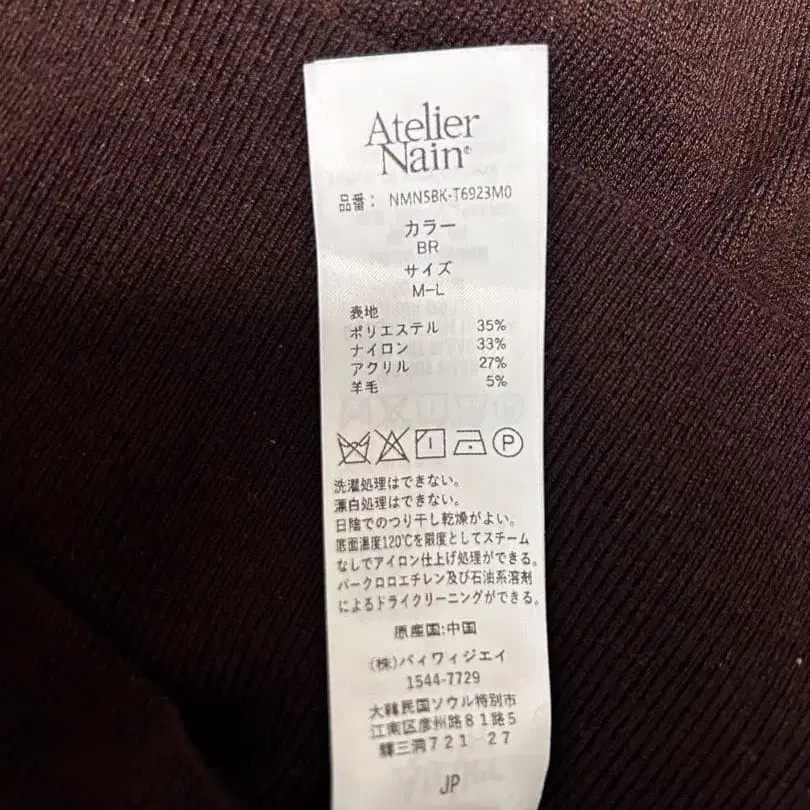 Atelier
Nain®
品番： NMN5BK-T6923M0
カラー
BR
サイズ
M-L
表地
ポリエステル 35%
ナイロン 33%
アクリル 27%
羊毛 5%
P
洗濯処理はできない。
漂白処理はできない。
日陰でのつり干し乾燥がよい。
底面温度120℃を限度としてスチーム
なしでアイロン仕上げ処理ができる。
パークロロエチレン及び石油系溶剤
によるドライクリーニングができる。
原産国:中国
(株)バィワィジエイ
1544-7729
大韓民国ソウル特別市
江南区彦州路８１路５
驛三洞７２１-２７
JP